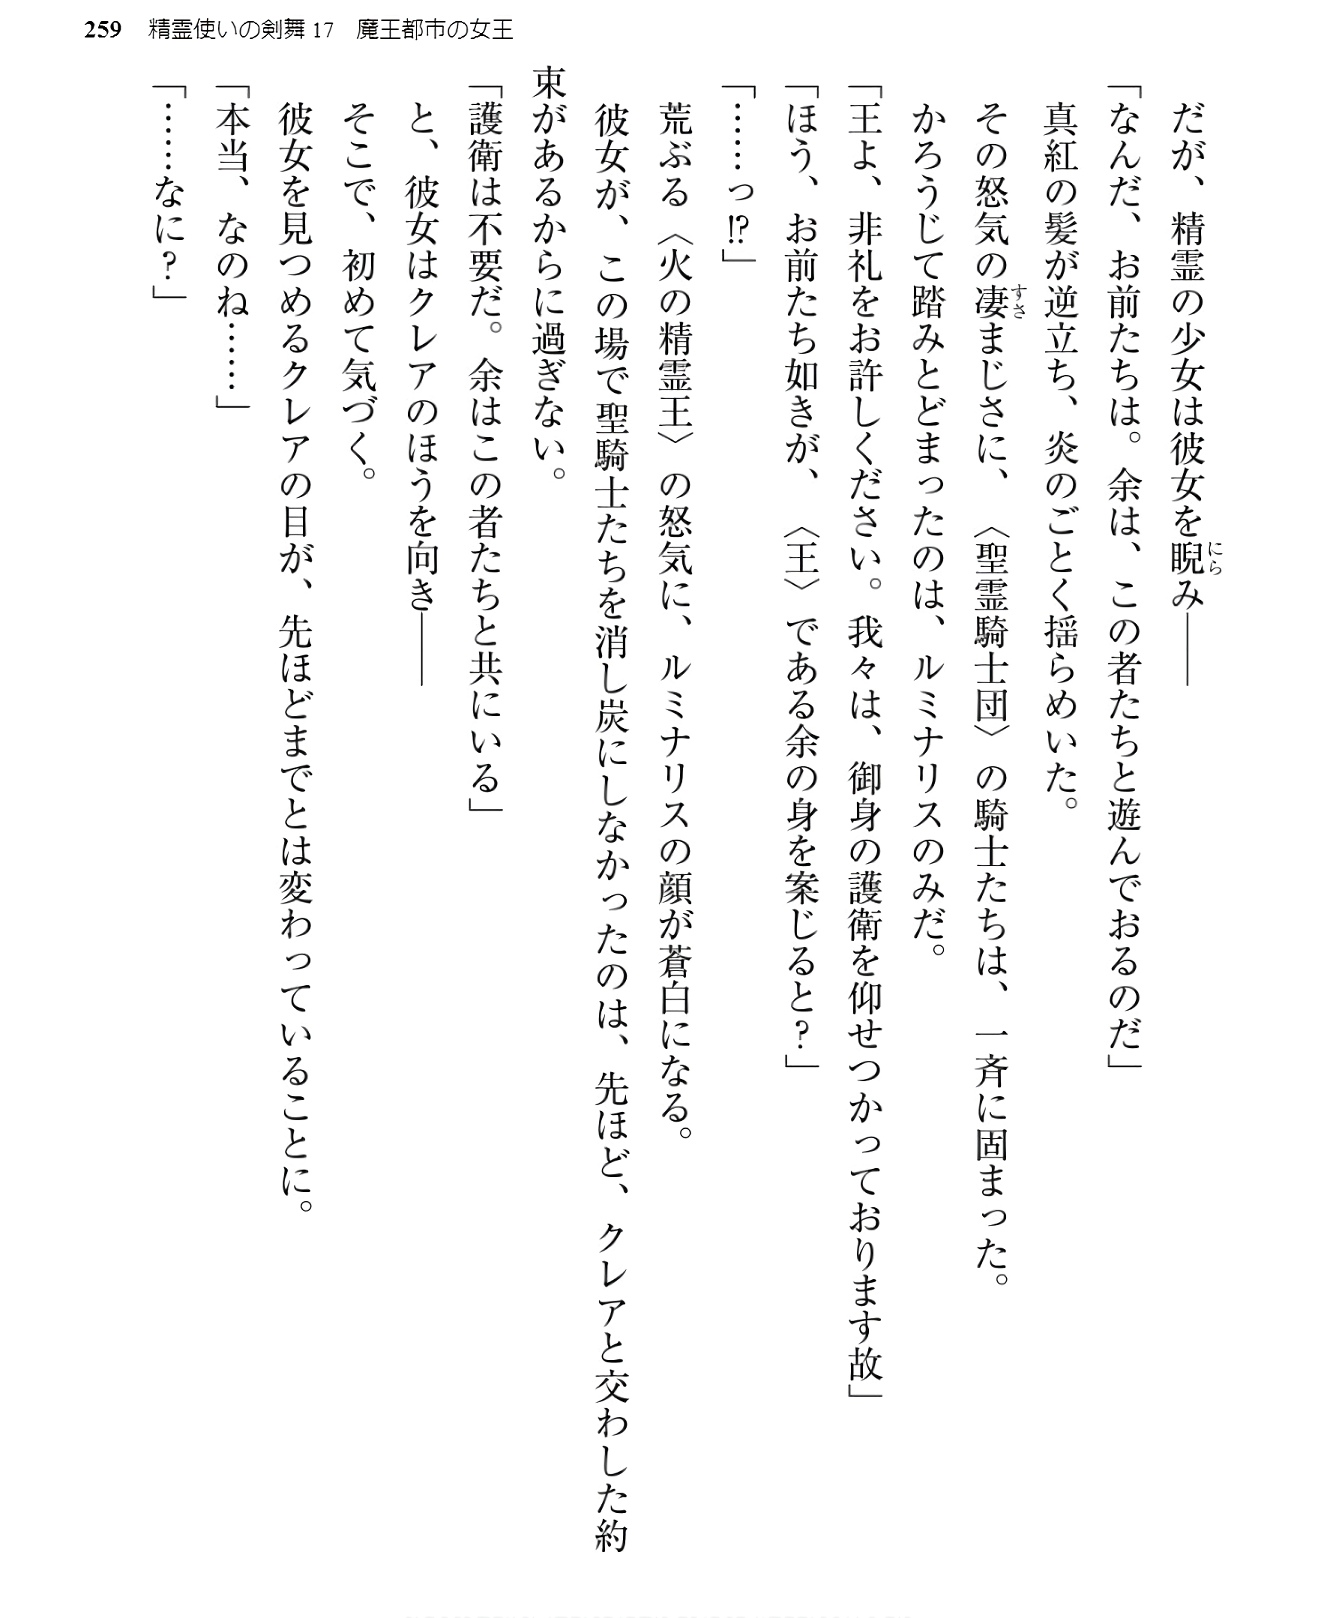 259 精霊使いの剣舞17 魔王都市の女王
だが、精霊の少女は彼女を睨み――
「なんだ、お前たちは。余は、この者たちと遊んでおるのだ」
真紅の髪が逆立ち、炎のごとく揺らめいた。
その怒気の凄まじさに、〈聖霊騎士団〉の騎士たちは、一斉に固まった。
かろうじて踏みとどまったのは、ルミナリスのみだ。
「王よ、非礼をお許しください。我々は、御身の護衛を仰せつかっております故」
「ほう、お前たち如きが、〈王〉である余の身を案じると?」
「……っ!?」
荒ぶる〈火の精霊王〉の怒気に、ルミナリスの顔が蒼白になる。
彼女が、この場で聖騎士たちを消し炭にしなかったのは、先ほど、クレアと交わした約
束があるからに過ぎない。
「護衛は不要だ。余はこの者たちと共にいる」
と、彼女はクレアのほうを向き――
そこで、初めて気づく。
彼女を見つめるクレアの目が、先ほどまでとは変わっていることに。
「本当、なのね……」
「……なに?」